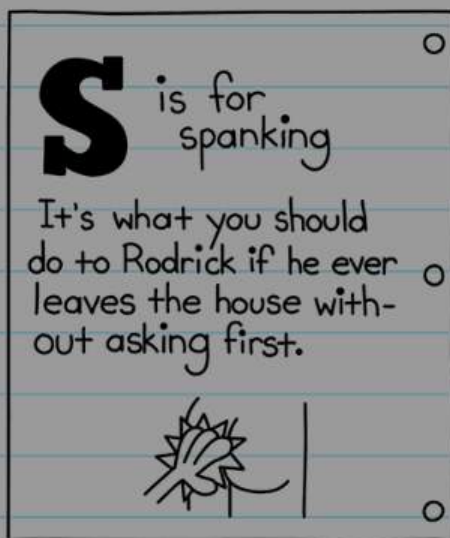 S is for
spanking
It's what you should
do to Rodrick if he ever
leaves the house with-
out asking first.